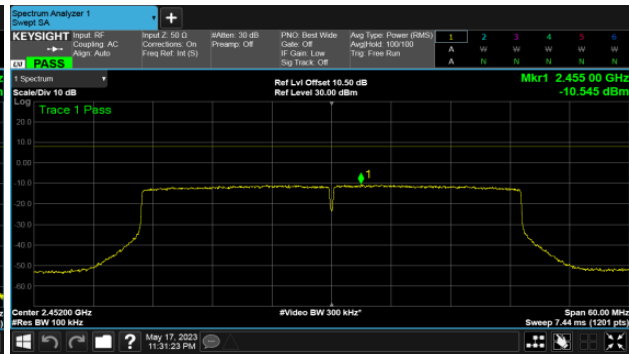 Spectrum Analyzer 1
Swept SA
+
KEYSIGHT Input: RF Input Z: 50 Ω #Atten: 30 dB PNO: Best Wide Avg Type: Power (RMS) 1 2 3 4 5 6
Coupling: AC Corrections: On Preamp: Off Gate: Off Avg|Hold: 100/100 A W W W W W
Align: Auto Freq Ref: Int (S) IF Gain: Low Trig: Free Run
Sig Track: Off A N N N N N
LXI PASS
1 Spectrum Ref Lvl Offset 10.50 dB Mkr1 2.455 00 GHz
Scale/Div 10 dB Ref Level 30.00 dBm -10.545 dBm
Log
Trace 1 Pass
20.0
10.0
0.00
1
-10.0
-20.0
-30.0
-40.0
-50.0
-60.0
Center 2.45200 GHz #Video BW 300 kHz* Span 60.00 MHz
#Res BW 100 kHz Sweep 7.44 ms (1201 pts)
? May 17, 2023
11:31:23 PM